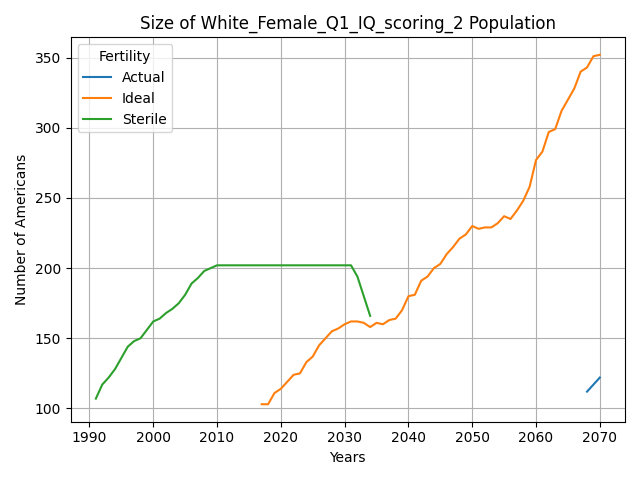 Size of White_Female_Q1_IQ_scoring_2 Population
Fertility
Actual
Ideal
Sterile
Number of Americans
350
300
250
200
150
100
1990 2000 2010 2020 2030 2040 2050 2060 2070
Years